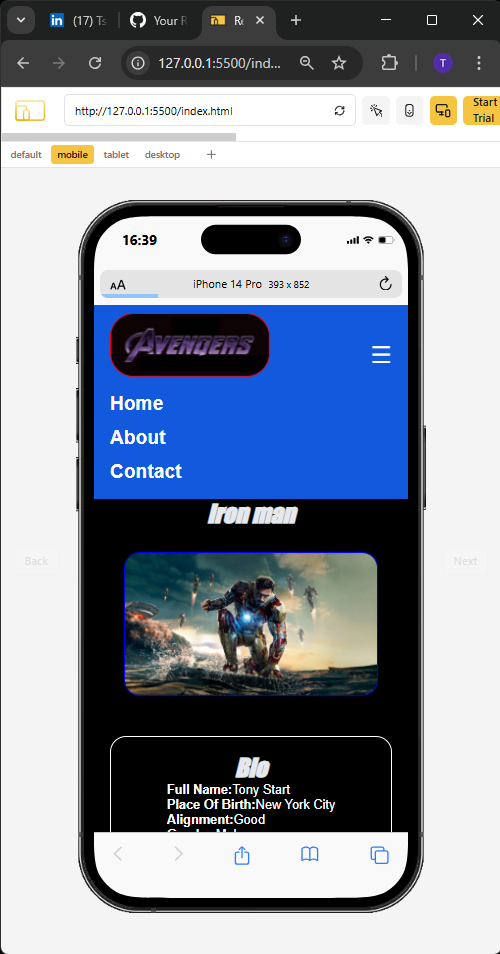 (17) Ts
Your R
Re
127.0.0.1:5500/ind...
T
http://127.0.0.1:5500/index.html
Start
Trial
default
mobile
tablet
desktop
16:39
AA
iPhone 14 Pro 393 x 852
AVENGERS
Home
About
Contact
Iron man
Back
Next
Bio
Full Name:Tony Start
Place Of Birth:New York City
Alignment:Good